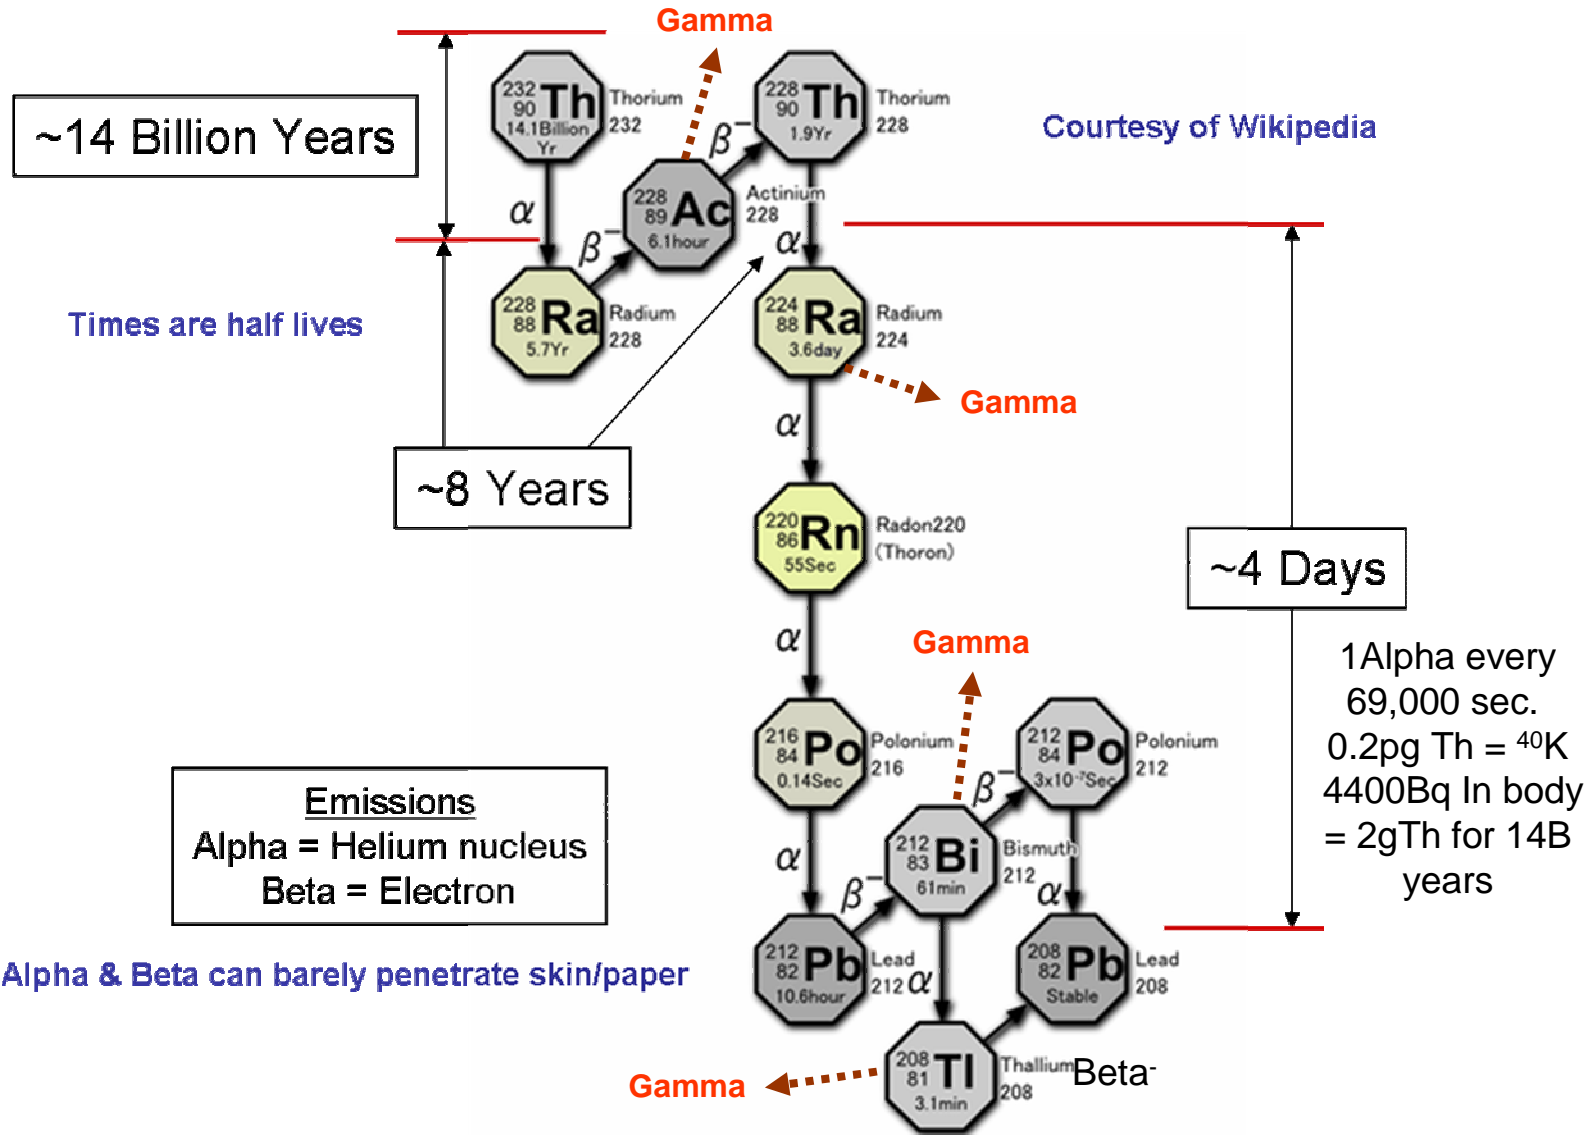 Gamma
~14 Billion Years
232
90 Th
14.1Billion
Yr
Thorium
232
228
90 Th
1.9Yr
Thorium
228
Courtesy of Wikipedia
α
β⁻
228
89 Ac
6.1hour
Actinium
228
β⁻
α
Times are half lives
228
88 Ra
5.7Yr
Radium
228
224
88 Ra
3.6day
Radium
224
Gamma
α
~8 Years
220
86 Rn
55Sec
Radon220
(Thoron)
~4 Days
α
Gamma
1Alpha every
69,000 sec.
0.2pg Th = ⁴⁰K
4400Bq In body
= 2gTh for 14B
years
216
84 Po
0.14Sec
Polonium
216
212
84 Po
3x10⁻⁷Sec
Polonium
212
β⁻
Emissions
Alpha = Helium nucleus
Beta = Electron
α
212
83 Bi
61min
Bismuth
212
β⁻
α
Alpha & Beta can barely penetrate skin/paper
212
82 Pb
10.6hour
Lead
212
α
208
82 Pb
Stable
Lead
208
Gamma
208
81 Tl
3.1min
Thallium
208
Beta⁻